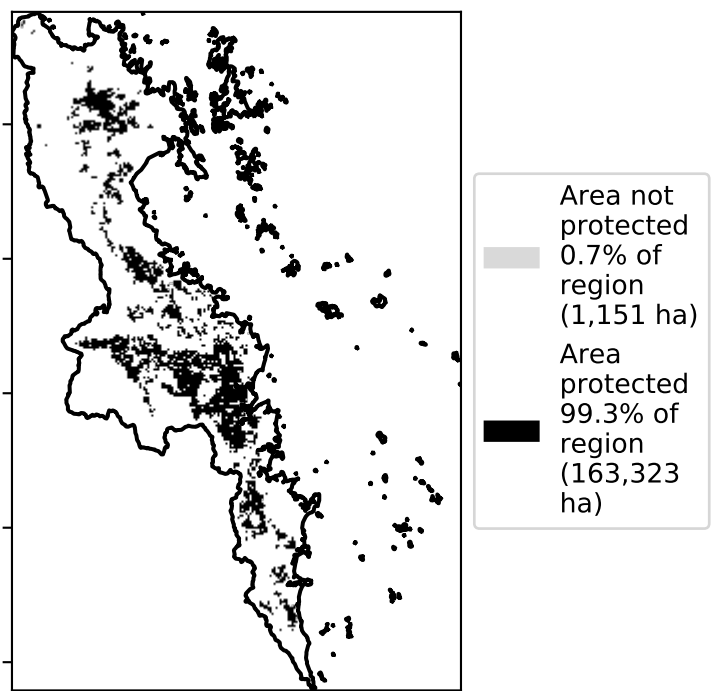 Area not
protected
0.7% of
region
(1,151 ha)
Area
protected
99.3% of
region
(163,323
ha)